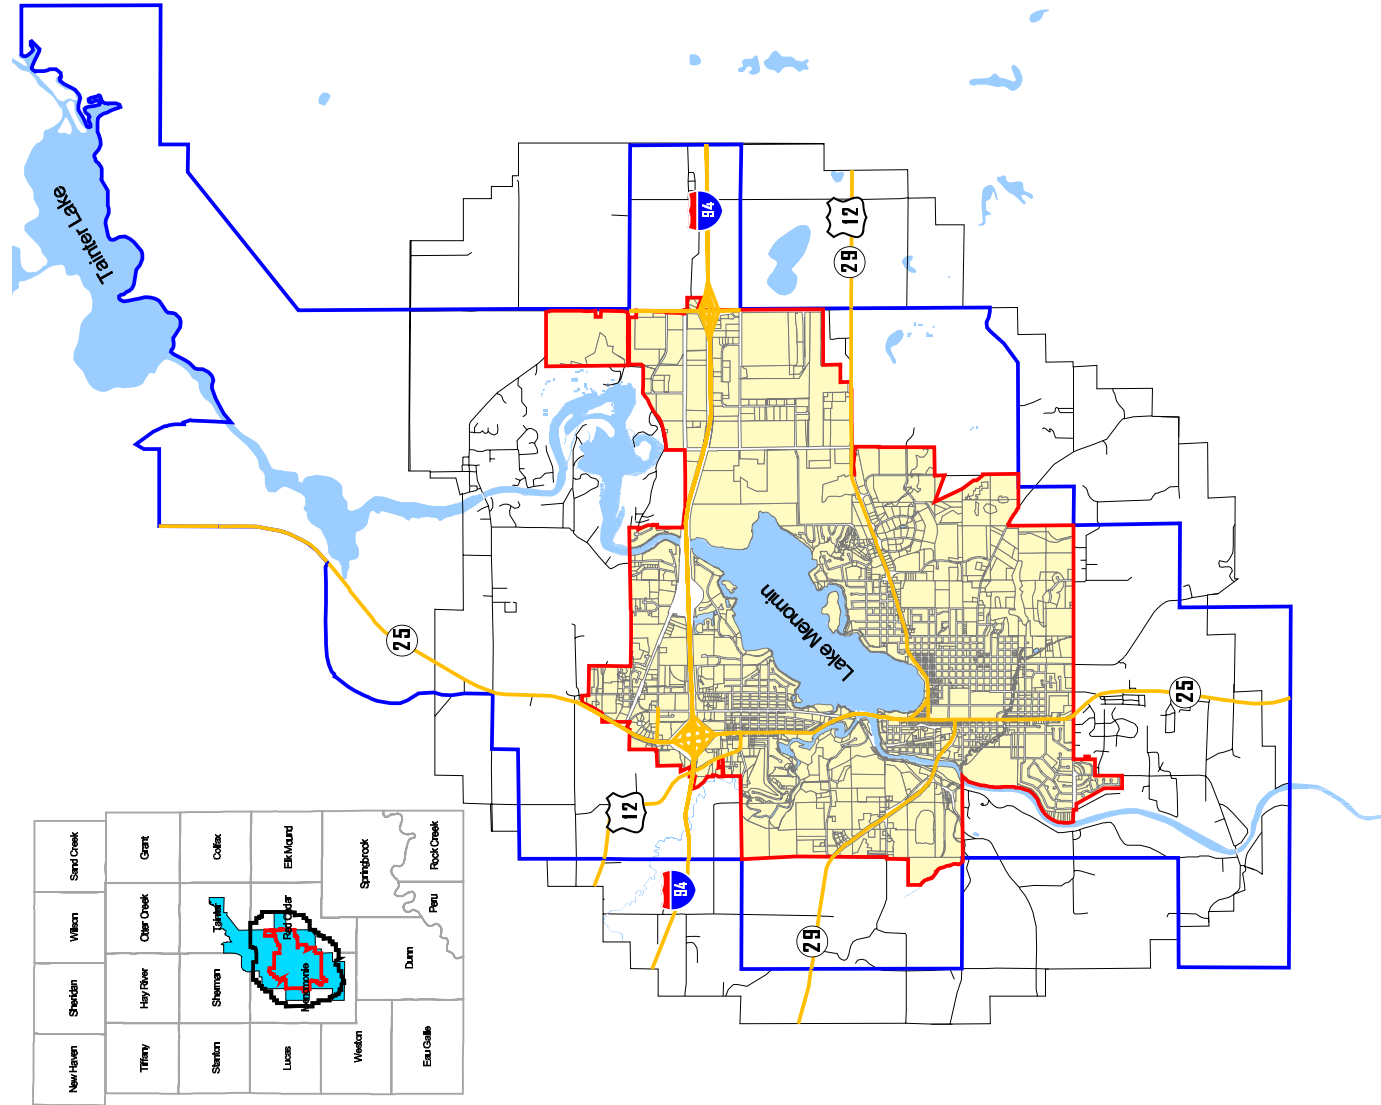 Tainter Lake
94
12
29
Lake Menomin
25
25
12
94
29
Sand Creek
Grant
Colfax
Elk Mound
Springbrook
Rock Creek
Wilson
Otter Creek
Tainter
Red Cedar
Peru
Sheridan
Hay River
Sherman
Menomonie
Dunn
New Haven
Tiffany
Stanton
Lucas
Weston
Eau Galle